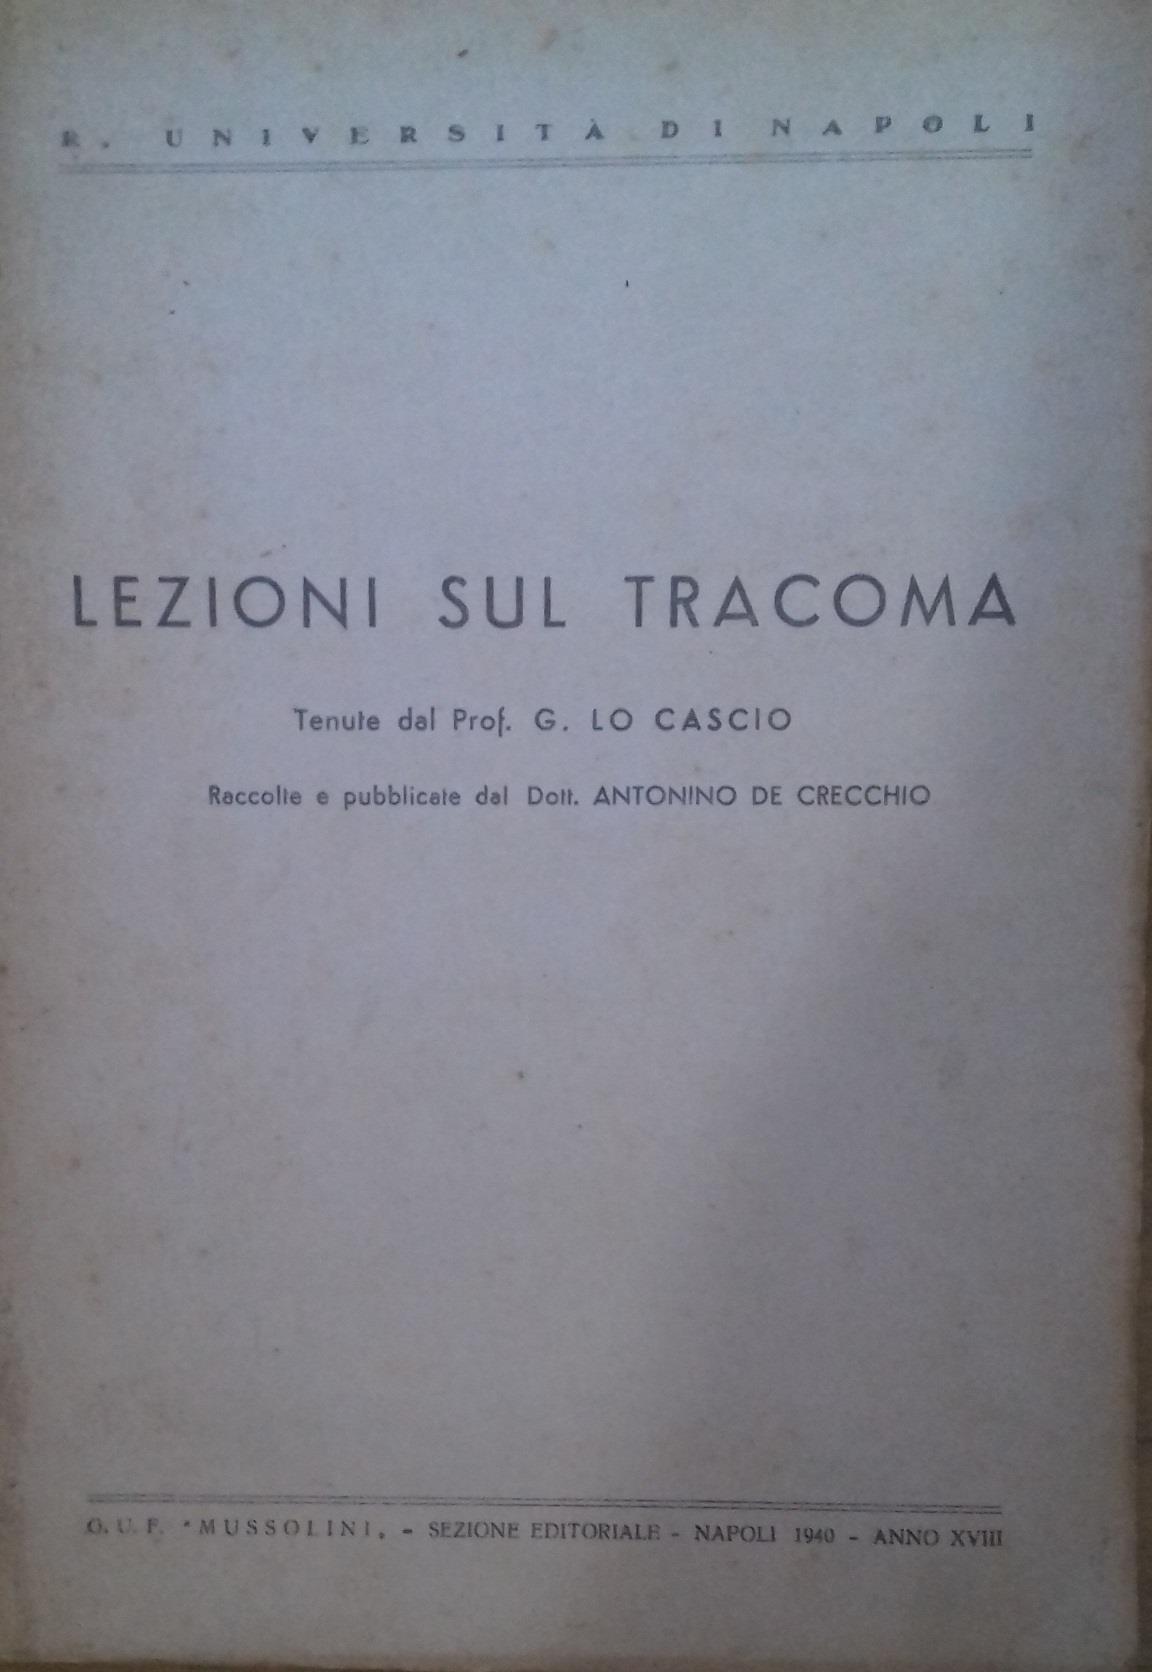 R. UNIVERSITÀ DI NAPOLI
LEZIONI SUL TRACOMA
Tenute dal Prof. G. LO CASCIO
Raccolte e pubblicate dal Dott. ANTONINO DE CRECCHIO
G. U. F. "MUSSOLINI„ - SEZIONE EDITORIALE - NAPOLI 1940 - ANNO XVIII